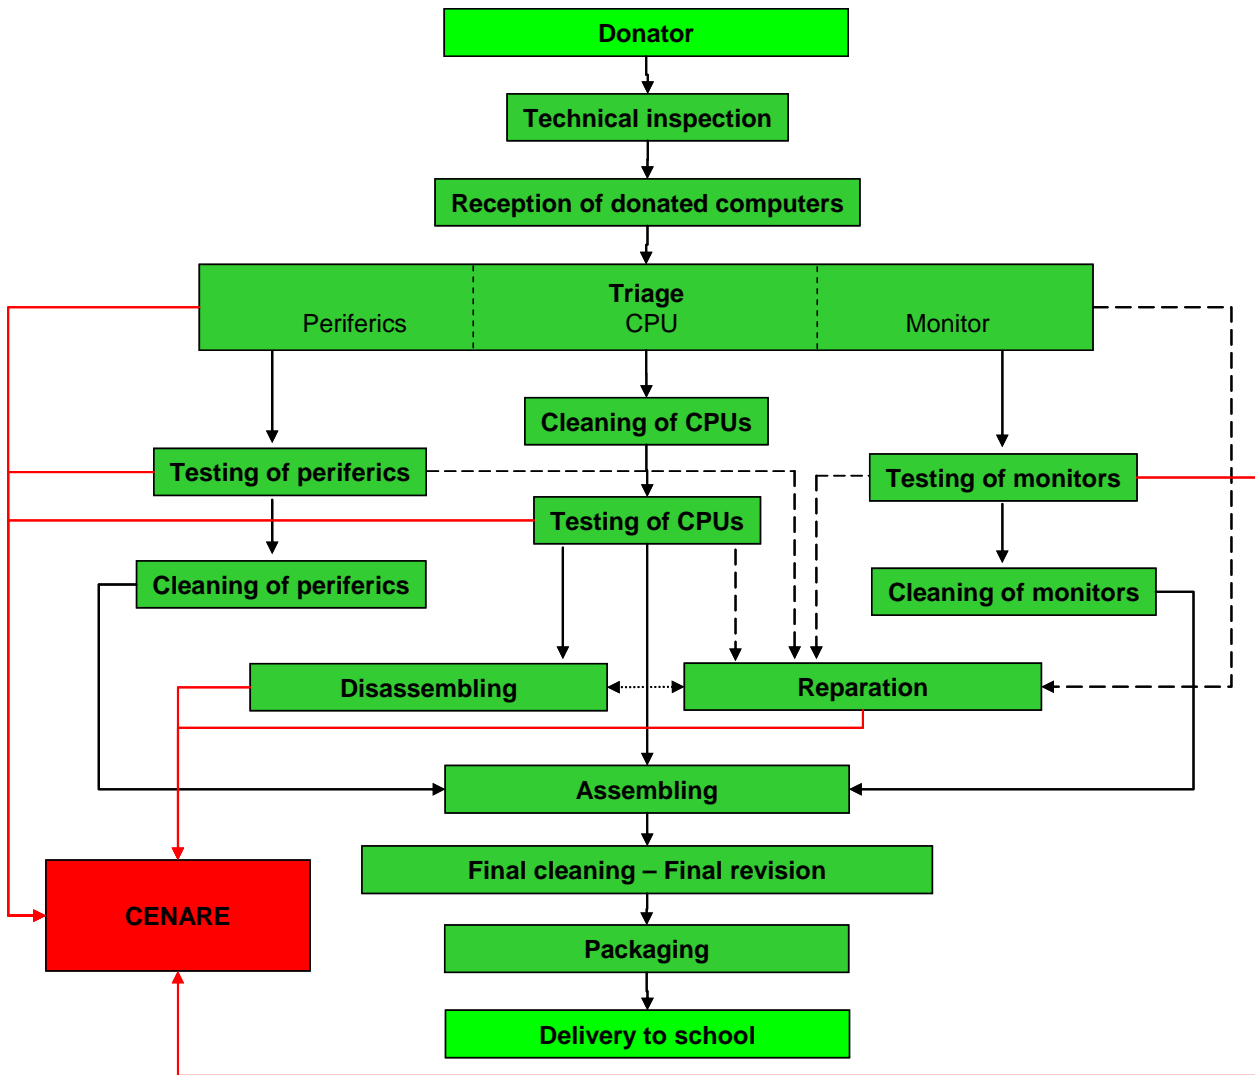 Donator
Technical inspection
Reception of donated computers
Triage
Periferics
CPU
Monitor
Cleaning of CPUs
Testing of periferics
Testing of monitors
Testing of CPUs
Cleaning of periferics
Cleaning of monitors
Disassembling
Reparation
Assembling
Final cleaning – Final revision
CENARE
Packaging
Delivery to school